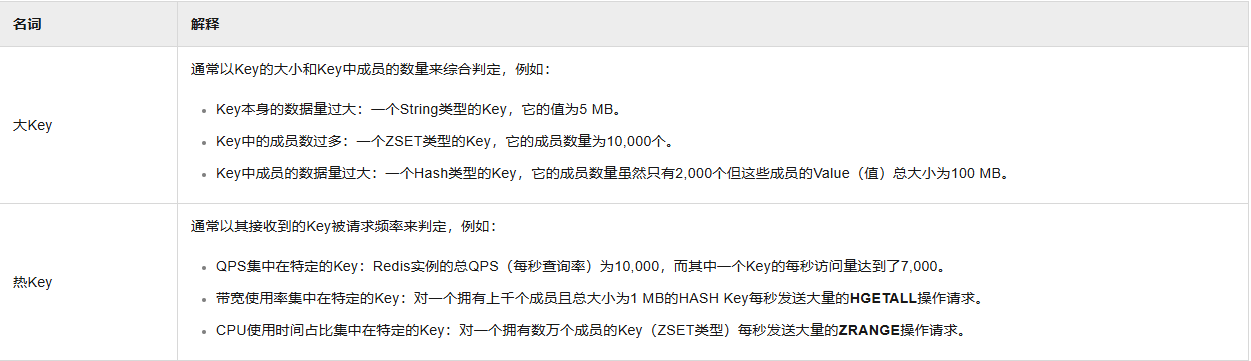 名词 解释
通常以Key的大小和Key中成员的数量来综合判定，例如：
Key本身的数据量过大：一个String类型的Key，它的值为5 MB。
大Key
Key中的成员数过多：一个ZSET类型的Key，它的成员数量为10,000个。
Key中成员的数据量过大：一个Hash类型的Key，它的成员数量虽然只有2,000个但这些成员的Value（值）总大小为100 MB。
通常以其接收到的Key被请求频率来判定，例如：
QPS集中在特定的Key：Redis实例的总QPS（每秒查询率）为10,000，而其中一个Key的每秒访问量达到了7,000。
热Key
带宽使用率集中在特定的Key：对一个拥有上千个成员且总大小为1 MB的HASH Key每秒发送大量的HGETALL操作请求。
CPU使用时间占比集中在特定的Key：对一个拥有数万个成员的Key（ZSET类型）每秒发送大量的ZRANGE操作请求。